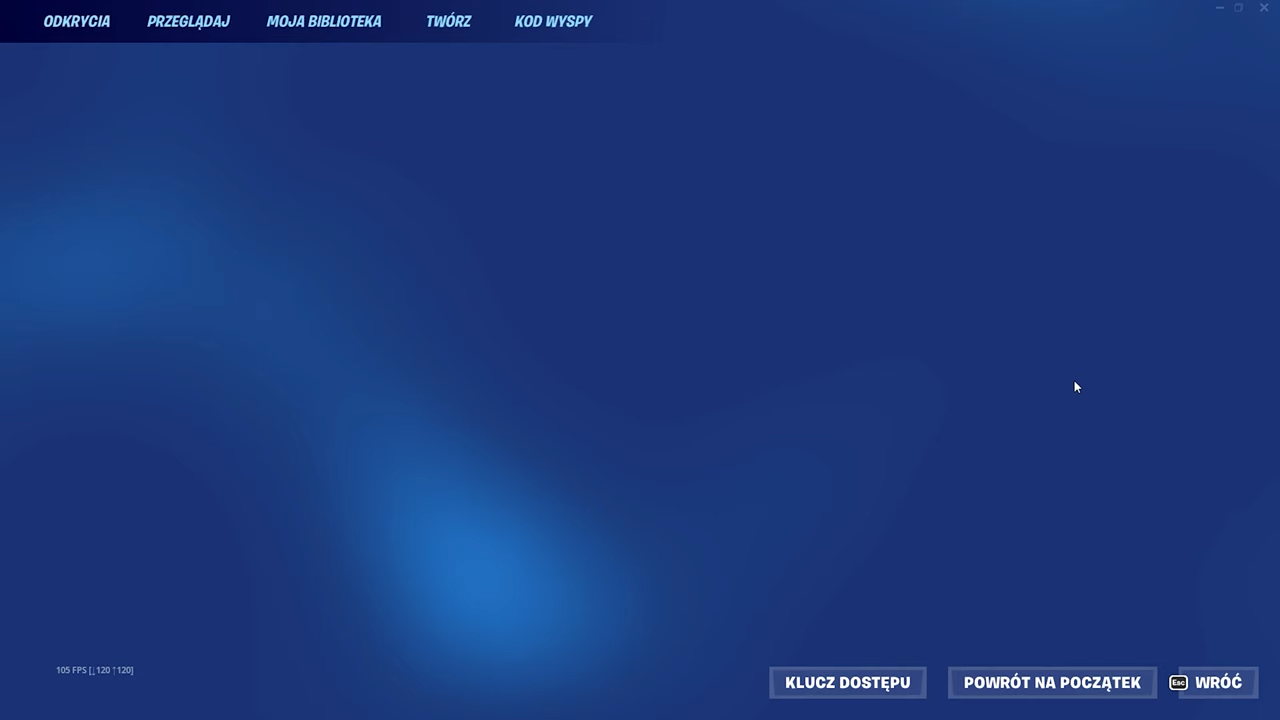 ODKRYCIA PRZEGLĄDAJ MOJA BIBLIOTEKA TWÓRZ KOD WYSPY
105 FPS [↓120 ↑120]
KLUCZ DOSTĘPU POWRÓT NA POCZĄTEK Esc WRÓĆ